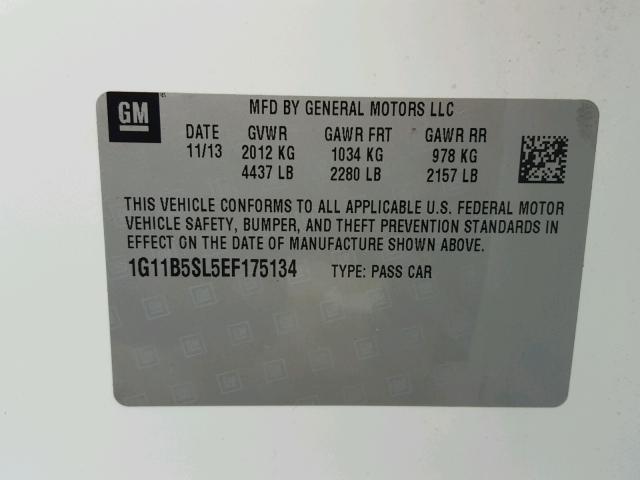 GM
MFD BY GENERAL MOTORS LLC
DATE GVWR GAWR FRT GAWR RR
11/13 2012 KG 1034 KG 978 KG
4437 LB 2280 LB 2157 LB
THIS VEHICLE CONFORMS TO ALL APPLICABLE U.S. FEDERAL MOTOR
VEHICLE SAFETY, BUMPER, AND THEFT PREVENTION STANDARDS IN
EFFECT ON THE DATE OF MANUFACTURE SHOWN ABOVE.
1G11B5SL5EF175134 TYPE: PASS CAR